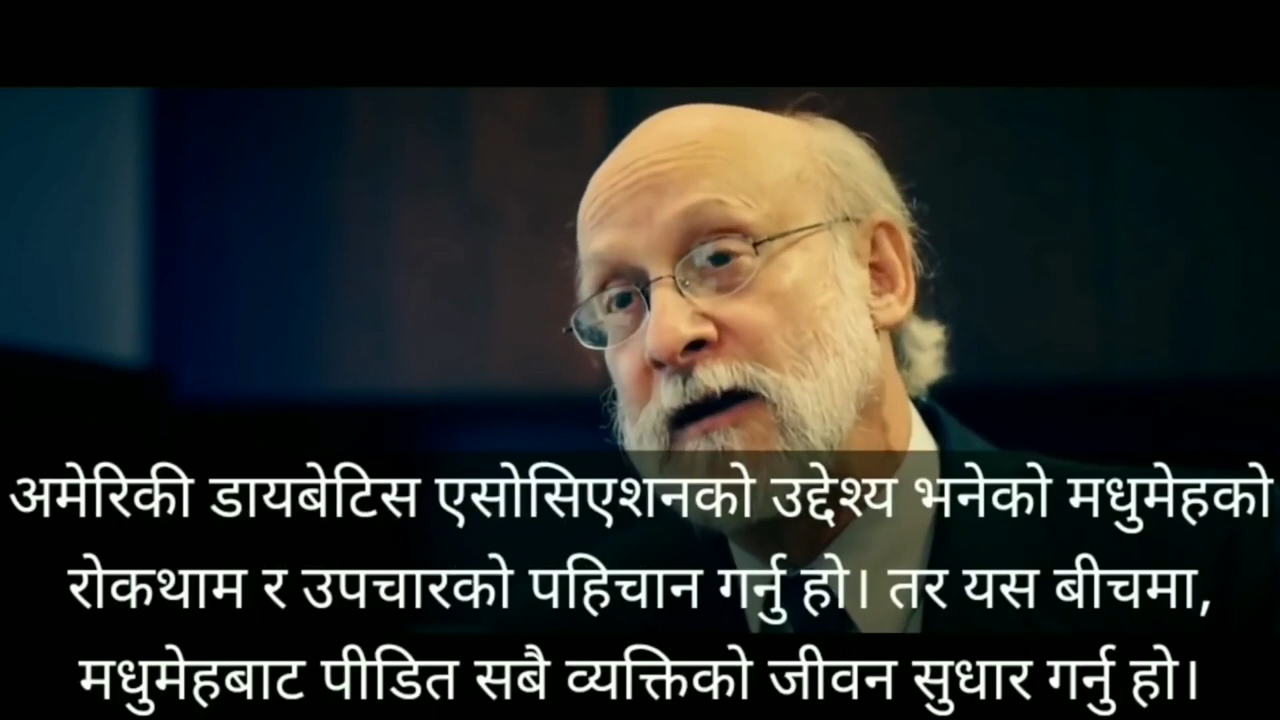 अमेरिकी डायबेटिस एसोसिएशनको उद्देश्य भनेको मधुमेहको
रोकथाम र उपचारको पहिचान गर्नु हो। तर यस बीचमा,
मधुमेहबाट पीडित सबै व्यक्तिको जीवन सुधार गर्नु हो।